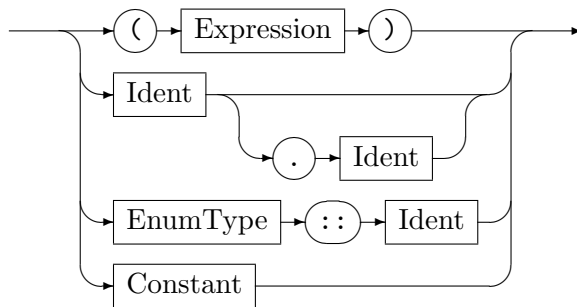 ( Expression )
Ident
. Ident
EnumType :: Ident
Constant